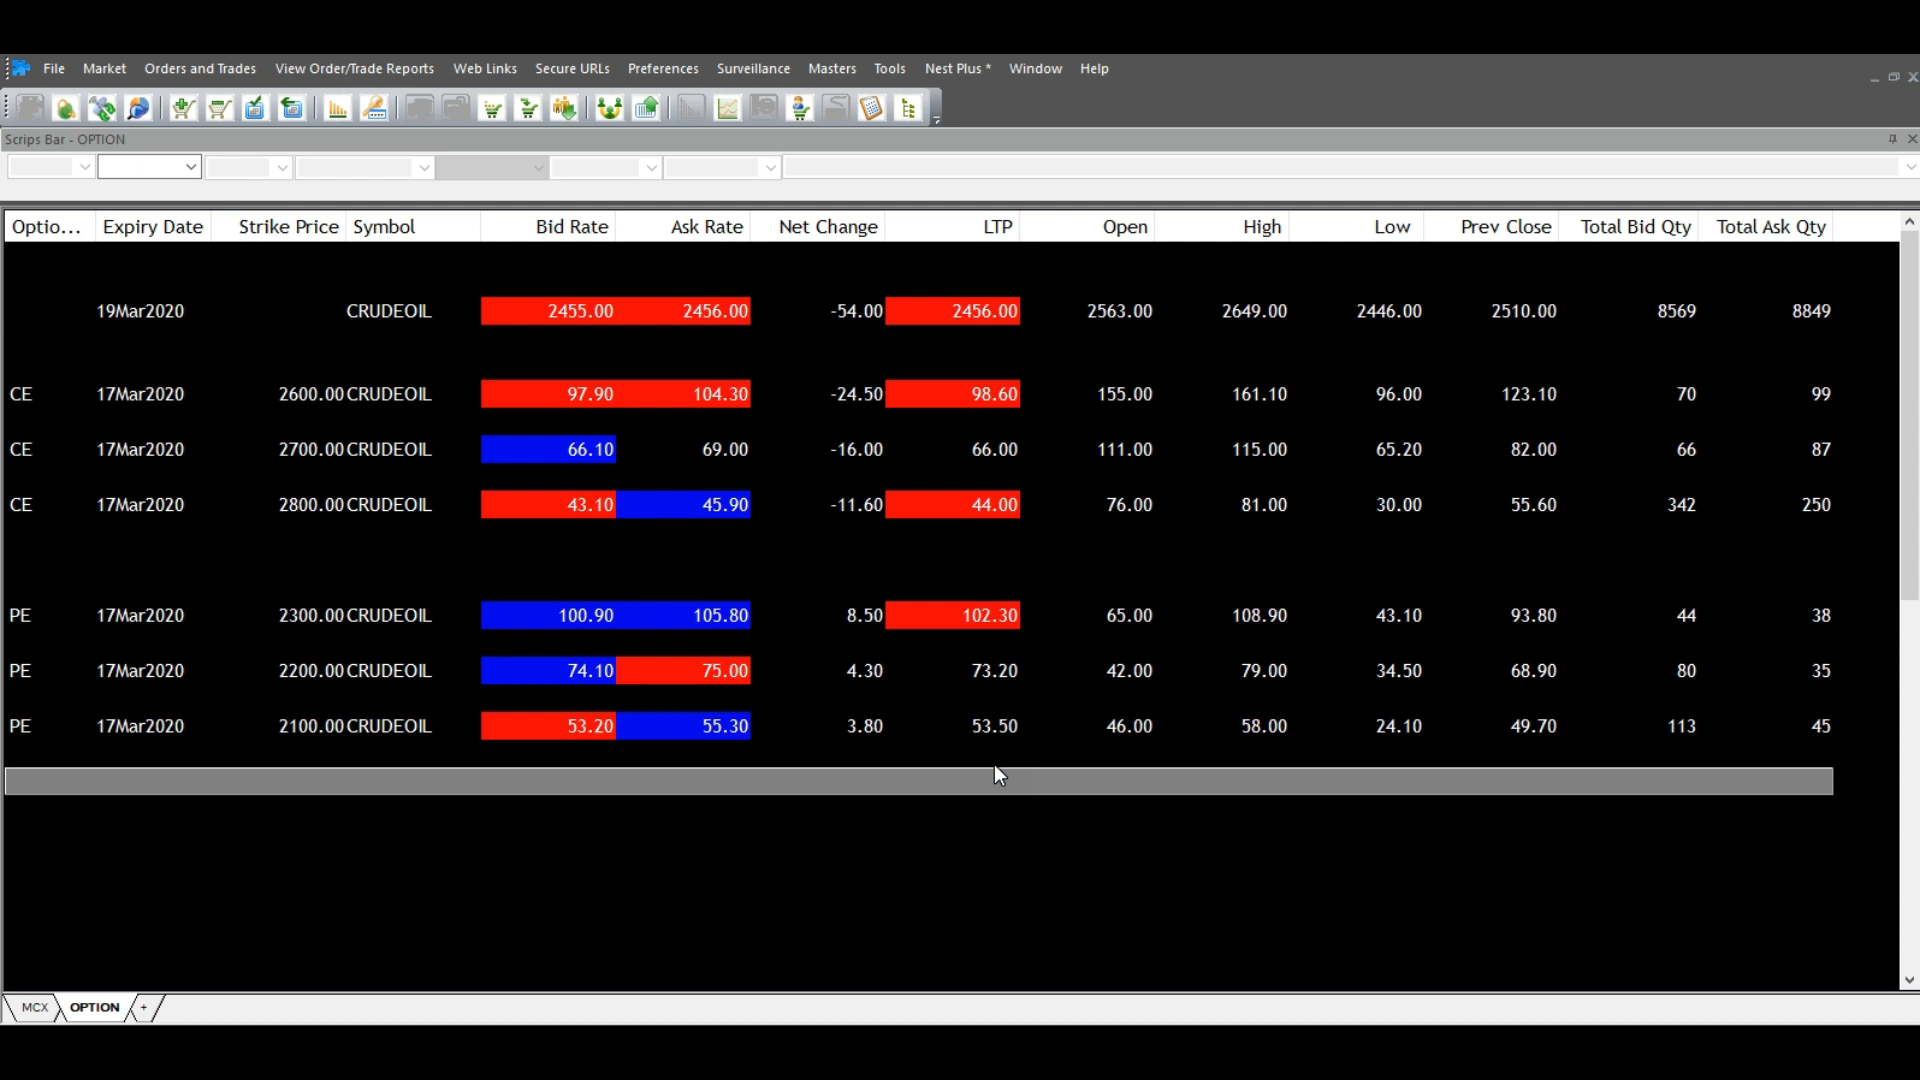 File Market Orders and Trades View Order/Trade Reports Web Links Secure URLs Preferences Surveillance Masters Tools Nest Plus * Window Help
Scrips Bar - OPTION
Optio... Expiry Date Strike Price Symbol Bid Rate Ask Rate Net Change LTP Open High Low Prev Close Total Bid Qty Total Ask Qty
19Mar2020 CRUDEOIL 2455.00 2456.00 -54.00 2456.00 2563.00 2649.00 2446.00 2510.00 8569 8849
CE 17Mar2020 2600.00 CRUDEOIL 97.90 104.30 -24.50 98.60 155.00 161.10 96.00 123.10 70 99
CE 17Mar2020 2700.00 CRUDEOIL 66.10 69.00 -16.00 66.00 111.00 115.00 65.20 82.00 66 87
CE 17Mar2020 2800.00 CRUDEOIL 43.10 45.90 -11.60 44.00 76.00 81.00 30.00 55.60 342 250
PE 17Mar2020 2300.00 CRUDEOIL 100.90 105.80 8.50 102.30 65.00 108.90 43.10 93.80 44 38
PE 17Mar2020 2200.00 CRUDEOIL 74.10 75.00 4.30 73.20 42.00 79.00 34.50 68.90 80 35
PE 17Mar2020 2100.00 CRUDEOIL 53.20 55.30 3.80 53.50 46.00 58.00 24.10 49.70 113 45
MCX OPTION +